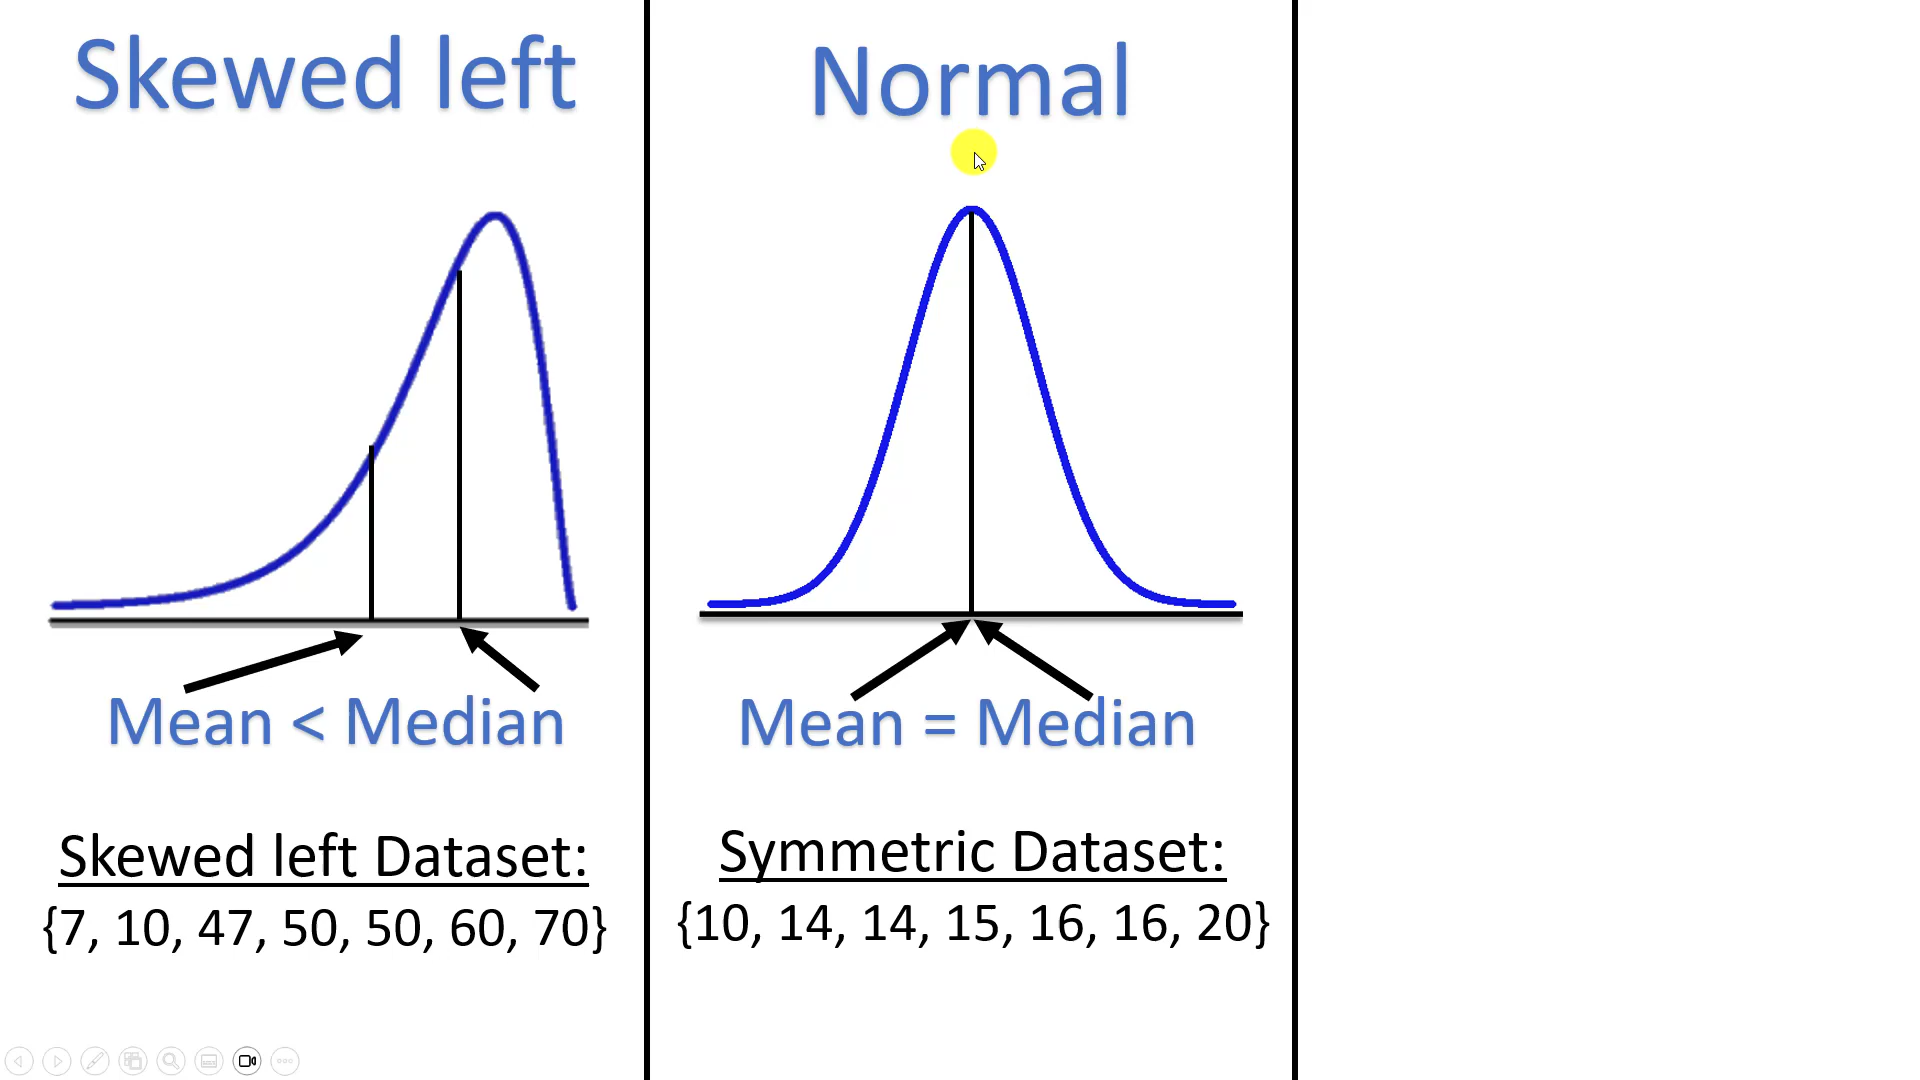 Skewed left
Mean < Median
Skewed left Dataset:
{7, 10, 47, 50, 50, 60, 70}
Normal
Mean = Median
Symmetric Dataset:
{10, 14, 14, 15, 16, 16, 20}